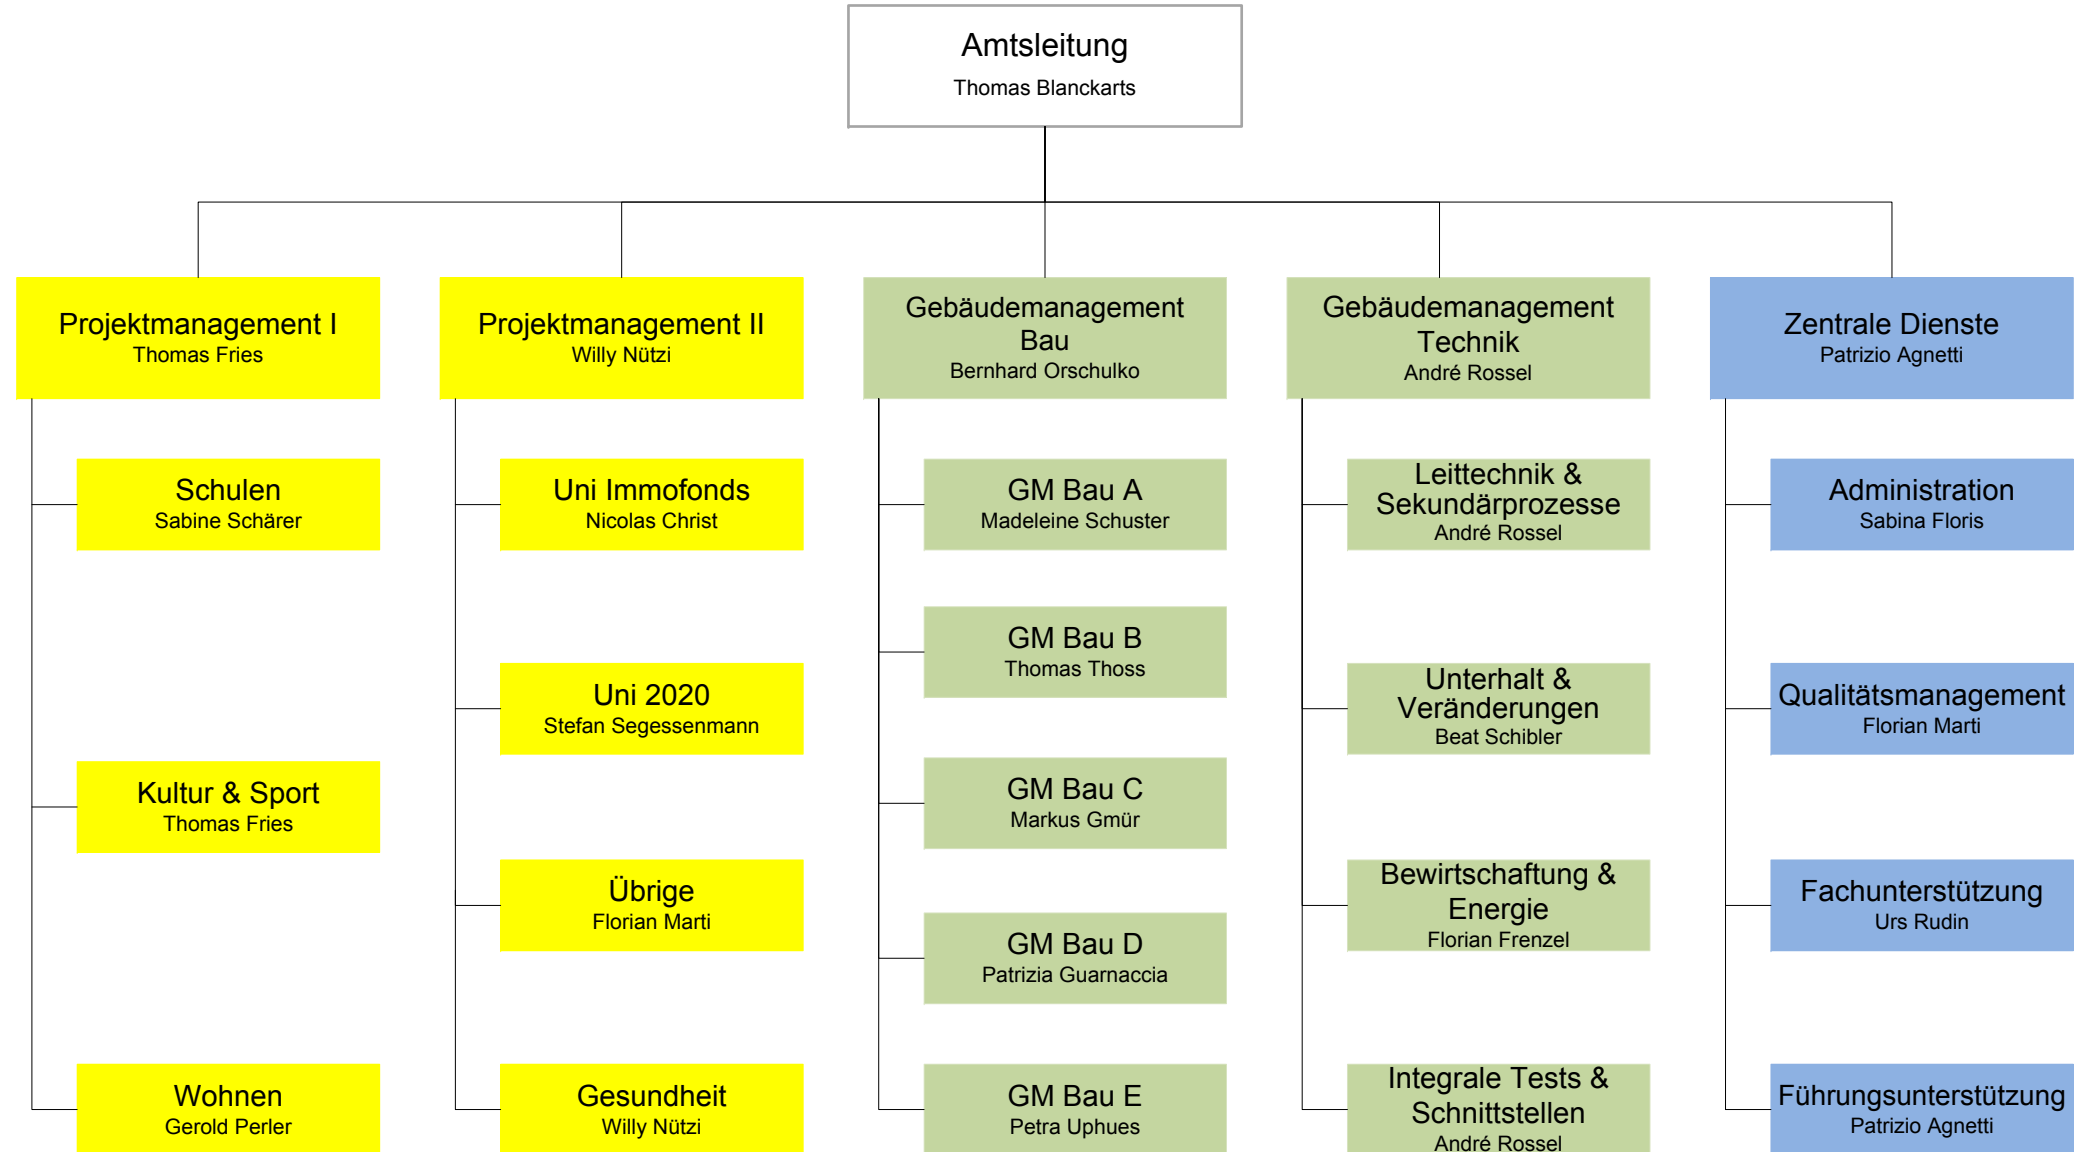 Amtsleitung
Thomas Blanckarts
Projektmanagement I
Thomas Fries
Schulen
Sabine Schärer
Kultur & Sport
Thomas Fries
Wohnen
Gerold Perler
Projektmanagement II
Willy Nützi
Uni Immofonds
Nicolas Christ
Uni 2020
Stefan Segessenmann
Übrige
Florian Marti
Gesundheit
Willy Nützi
Gebäudemanagement
Bau
Bernhard Orschulko
GM Bau A
Madeleine Schuster
GM Bau B
Thomas Thoss
GM Bau C
Markus Gmür
GM Bau D
Patrizia Guarnaccia
GM Bau E
Petra Uphues
Gebäudemanagement
Technik
André Rossel
Leittechnik &
Sekundärprozesse
André Rossel
Unterhalt &
Veränderungen
Beat Schibler
Bewirtschaftung &
Energie
Florian Frenzel
Integrale Tests &
Schnittstellen
André Rossel
Zentrale Dienste
Patrizio Agnetti
Administration
Sabina Floris
Qualitätsmanagement
Florian Marti
Fachunterstützung
Urs Rudin
Führungsunterstützung
Patrizio Agnetti